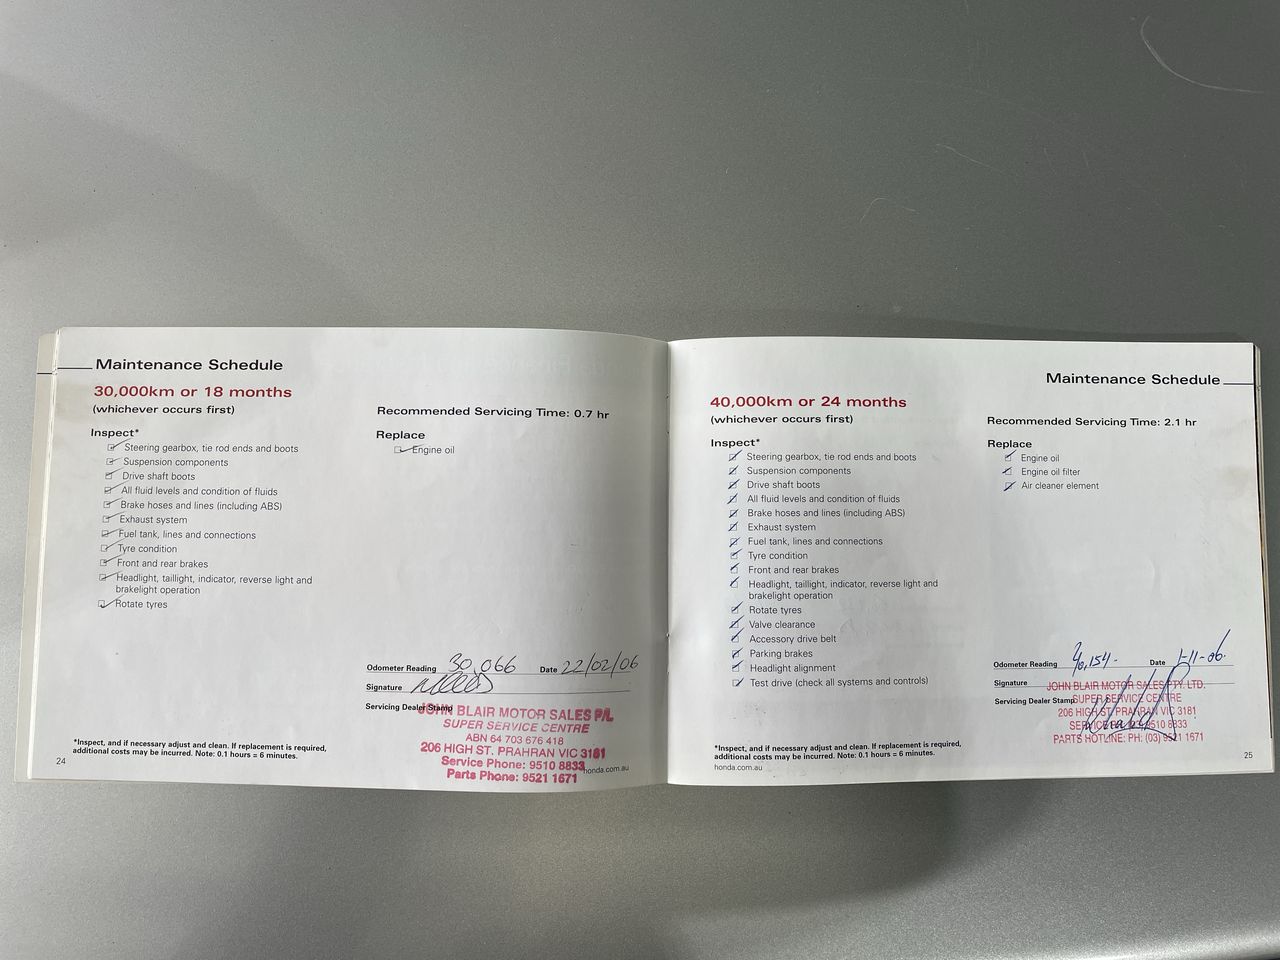 Maintenance Schedule
30,000km or 18 months
(whichever occurs first)
Recommended Servicing Time: 0.7 hr
Inspect*
Steering gearbox, tie rod ends and boots
Suspension components
Drive shaft boots
All fluid levels and condition of fluids
Brake hoses and lines (including ABS)
Exhaust system
Fuel tank, lines and connections
Tyre condition
Front and rear brakes
Headlight, taillight, indicator, reverse light and
brakelight operation
Rotate tyres
Replace
Engine oil
Odometer Reading 30,066 Date 22/02/06
Signature
Servicing Dealer Stamp
JOHN BLAIR MOTOR SALES P/L
SUPER SERVICE CENTRE
ABN 64 703 676 418
206 HIGH ST. PRAHRAN VIC 3181
Service Phone: 9510 8833
Parts Phone: 9521 1671
*Inspect, and if necessary adjust and clean. If replacement is required,
additional costs may be incurred. Note: 0.1 hours = 6 minutes.
24
honda.com.au
Maintenance Schedule
40,000km or 24 months
(whichever occurs first)
Recommended Servicing Time: 2.1 hr
Inspect*
Steering gearbox, tie rod ends and boots
Suspension components
Drive shaft boots
All fluid levels and condition of fluids
Brake hoses and lines (including ABS)
Exhaust system
Fuel tank, lines and connections
Tyre condition
Front and rear brakes
Headlight, taillight, indicator, reverse light and
brakelight operation
Rotate tyres
Valve clearance
Accessory drive belt
Parking brakes
Headlight alignment
Test drive (check all systems and controls)
Replace
Engine oil
Engine oil filter
Air cleaner element
Odometer Reading 40,154 Date 1-11-06
Signature
Servicing Dealer Stamp
JOHN BLAIR MOTOR SALES PTY. LTD.
SUPER SERVICE CENTRE
206 HIGH ST PRAHRAN VIC 3181
SERVICE 9510 8833
PARTS HOTLINE: PH: (03) 9521 1671
*Inspect, and if necessary adjust and clean. If replacement is required,
additional costs may be incurred. Note: 0.1 hours = 6 minutes.
honda.com.au
25